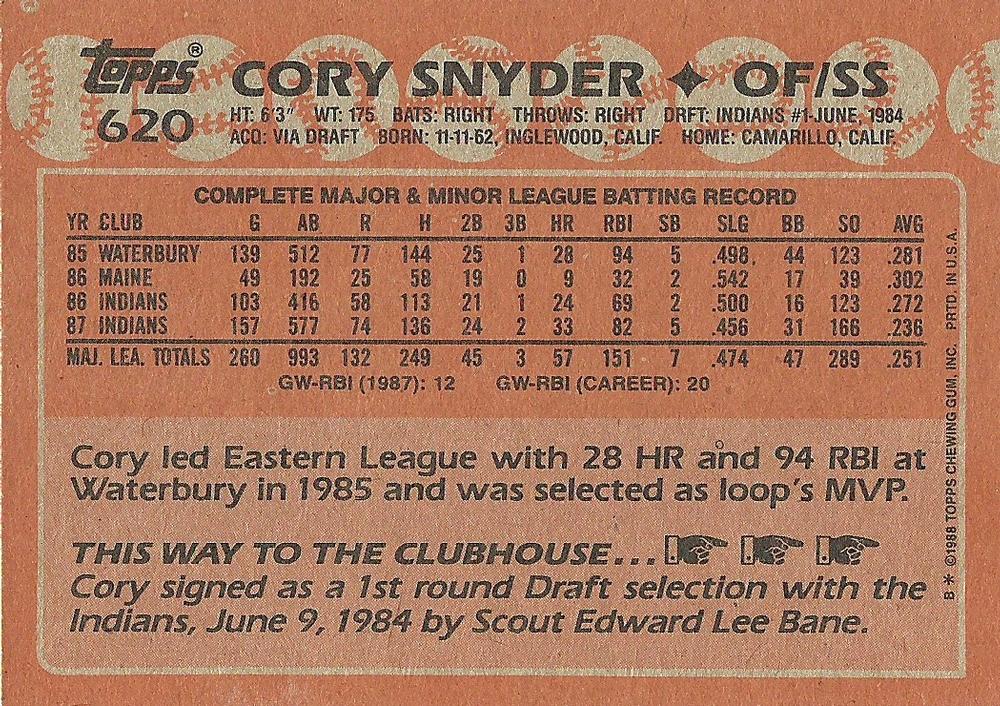 topps® CORY SNYDER ✦ OF/SS
620 HT: 6'3" WT: 175 BATS: RIGHT THROWS: RIGHT DRFT: INDIANS #1-JUNE, 1984
ACQ: VIA DRAFT BORN: 11-11-62, INGLEWOOD, CALIF. HOME: CAMARILLO, CALIF.
COMPLETE MAJOR & MINOR LEAGUE BATTING RECORD
YR CLUB G AB R H 2B 3B HR RBI SB SLG BB SO AVG
85 WATERBURY 139 512 77 144 25 1 28 94 5 .498 44 123 .281
86 MAINE 49 192 25 58 19 0 9 32 2 .542 17 39 .302
86 INDIANS 103 416 58 113 21 1 24 69 2 .500 16 123 .272
87 INDIANS 157 577 74 136 24 2 33 82 5 .456 31 166 .236
MAJ. LEA. TOTALS 260 993 132 249 45 3 57 151 7 .474 47 289 .251
GW-RBI (1987): 12 GW-RBI (CAREER): 20
Cory led Eastern League with 28 HR and 94 RBI at
Waterbury in 1985 and was selected as loop's MVP.
THIS WAY TO THE CLUBHOUSE...
Cory signed as a 1st round Draft selection with the
Indians, June 9, 1984 by Scout Edward Lee Bane.
B * ©1988 TOPPS CHEWING GUM, INC. PRTD. IN U.S.A.